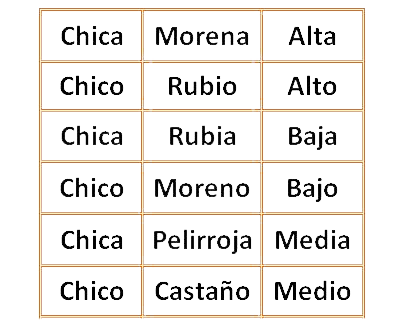 Chica Morena Alta
Chico Rubio Alto
Chica Rubia Baja
Chico Moreno Bajo
Chica Pelirroja Media
Chico Castaño Medio